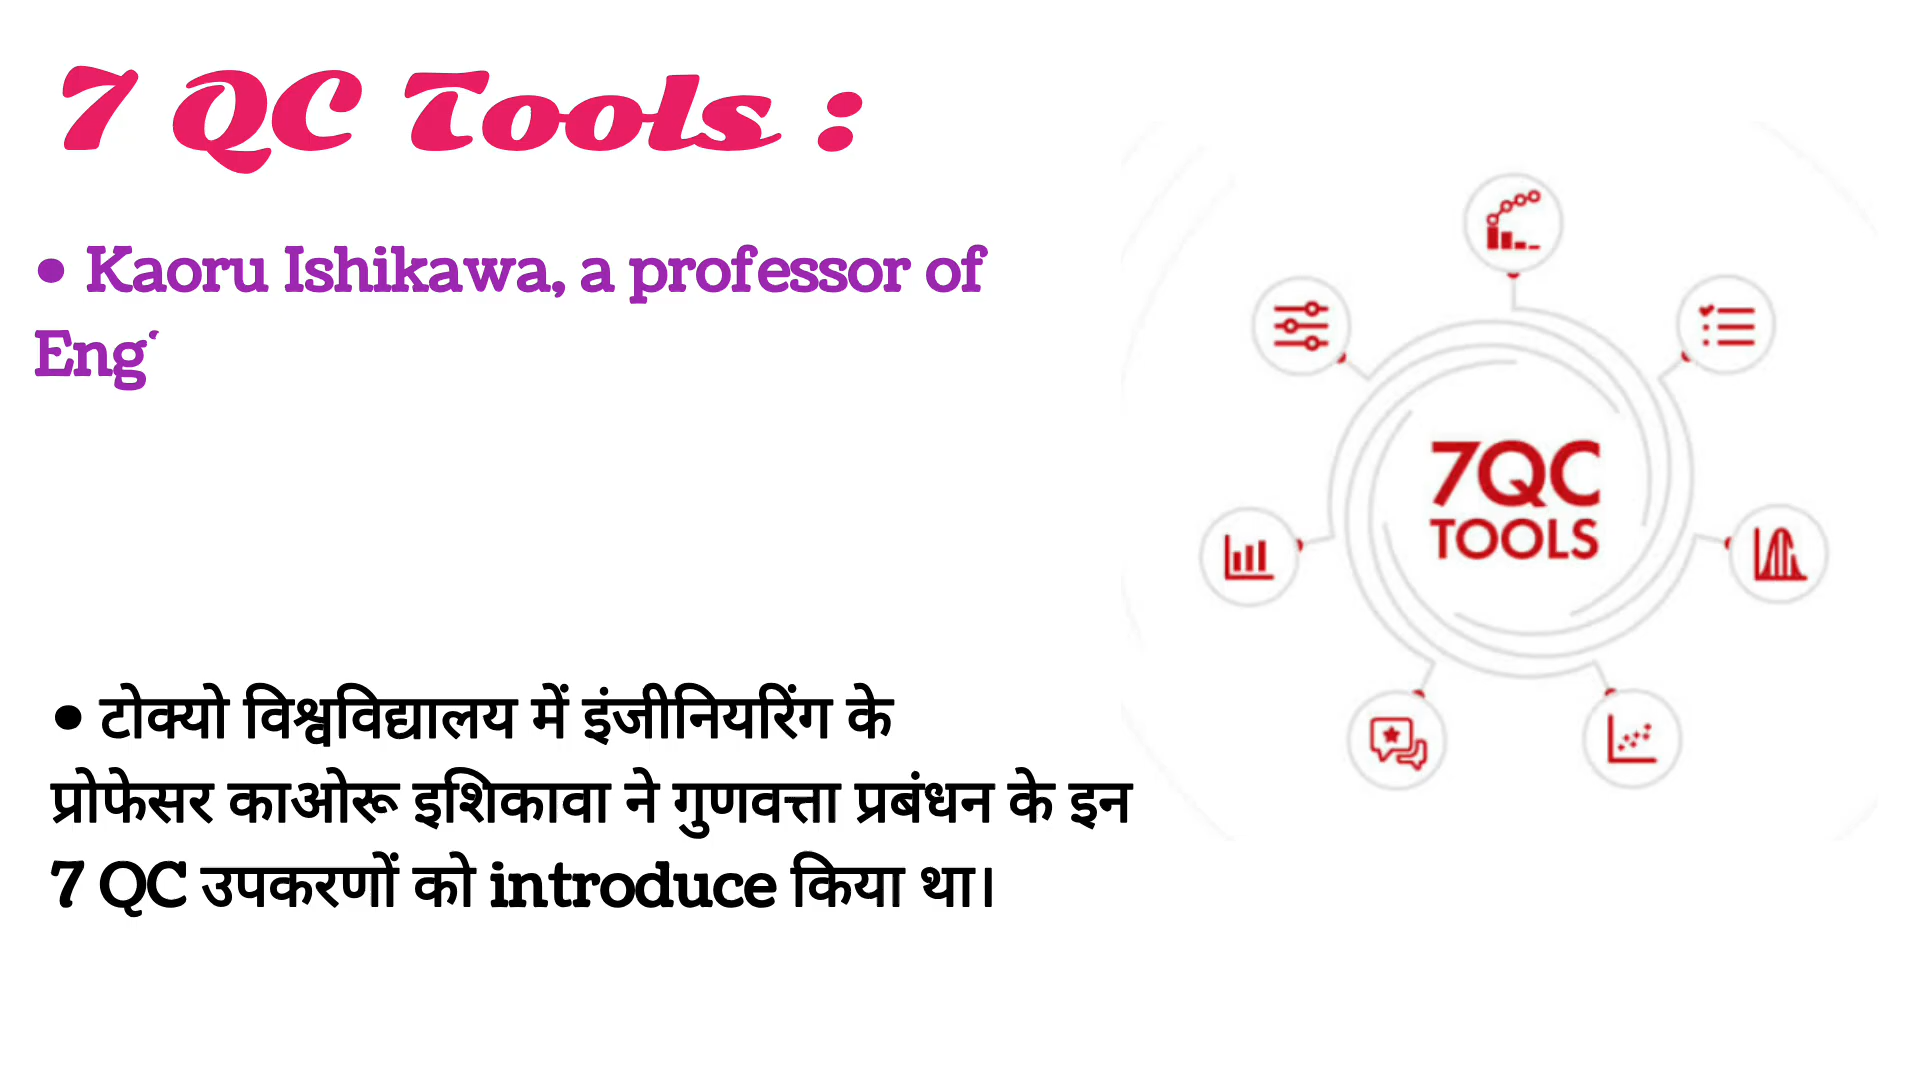 7 QC Tools :
• Kaoru Ishikawa, a professor of
Eng
7QC
TOOLS
• टोक्यो विश्वविद्यालय में इंजीनियरिंग के
प्रोफेसर काओरू इशिकावा ने गुणवत्ता प्रबंधन के इन
7 QC उपकरणों को introduce किया था।